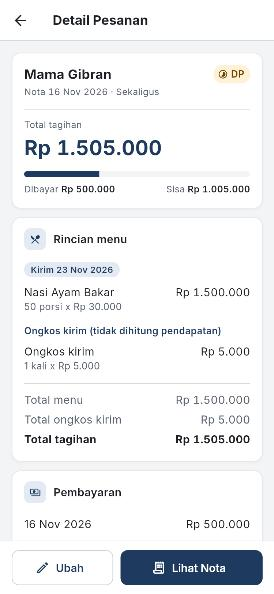 Detail Pesanan
Mama Gibran
DP
Nota 16 Nov 2026 · Sekaligus
Total tagihan
Rp 1.505.000
Dibayar Rp 500.000
Sisa Rp 1.005.000
Rincian menu
Kirim 23 Nov 2026
Nasi Ayam Bakar
Rp 1.500.000
50 porsi x Rp 30.000
Ongkos kirim (tidak dihitung pendapatan)
Ongkos kirim
Rp 5.000
1 kali x Rp 5.000
Total menu
Rp 1.500.000
Total ongkos kirim
Rp 5.000
Total tagihan
Rp 1.505.000
Pembayaran
16 Nov 2026
Rp 500.000
Ubah
Lihat Nota